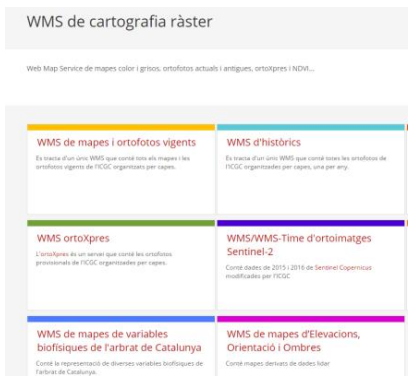 WMS de cartografia ràster
Web Map Service de mapes color i grisos, ortofotos actuals i antigues, ortoXpres i NDVI...
WMS de mapes i ortofotos vigents
Es tracta d'un únic WMS que conté tots els mapes i les
ortofotos vigents de l'ICGC organitzats per capes.
WMS d'històrics
Es tracta d'un únic WMS que conté totes les ortofotos de
l'ICGC organitzades per capes, una per any.
WMS ortoXpres
L'ortoXpres és un servei que conté les ortofotos
provisionals de l'ICGC organitzades per capes.
WMS/WMS-Time d'ortoimatges
Sentinel-2
Conté dades de 2015 i 2016 de Sentinel Copernicus
modificades per l'ICGC
WMS de mapes de variables
biofísiques de l'arbrat de Catalunya
Conté la representació de diverses variables biofísiques de
l'arbrat de Catalunya.
WMS de mapes d'Elevacions,
Orientació i Ombres
Conté mapes derivats de dades lidar